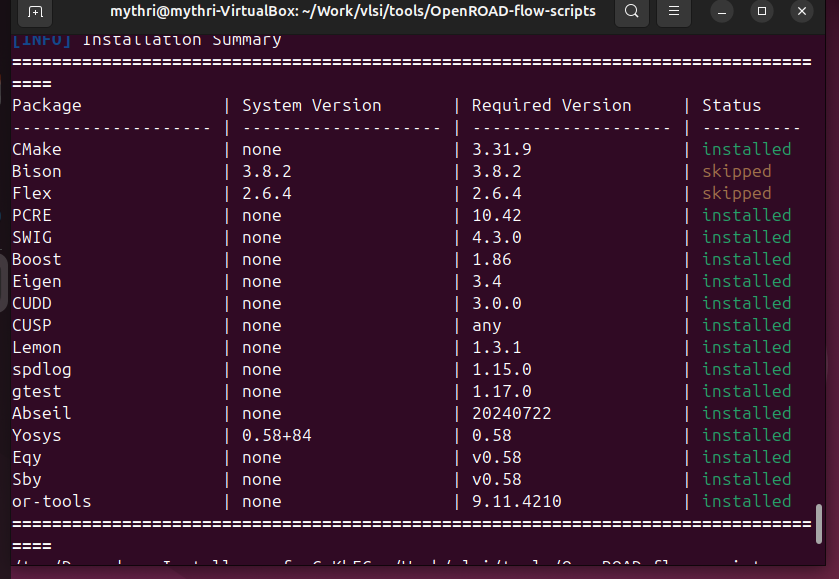 mythri@mythri-VirtualBox: ~/Work/vlsi/tools/OpenROAD-flow-scripts
[INFO] Installation Summary
================================================================================
====
Package | System Version | Required Version | Status
-------------------- | -------------------- | -------------------- | ----------
CMake | none | 3.31.9 | installed
Bison | 3.8.2 | 3.8.2 | skipped
Flex | 2.6.4 | 2.6.4 | skipped
PCRE | none | 10.42 | installed
SWIG | none | 4.3.0 | installed
Boost | none | 1.86 | installed
Eigen | none | 3.4 | installed
CUDD | none | 3.0.0 | installed
CUSP | none | any | installed
Lemon | none | 1.3.1 | installed
spdlog | none | 1.15.0 | installed
gtest | none | 1.17.0 | installed
Abseil | none | 20240722 | installed
Yosys | 0.58+84 | 0.58 | installed
Eqy | none | v0.58 | installed
Sby | none | v0.58 | installed
or-tools | none | 9.11.4210 | installed
================================================================================
====